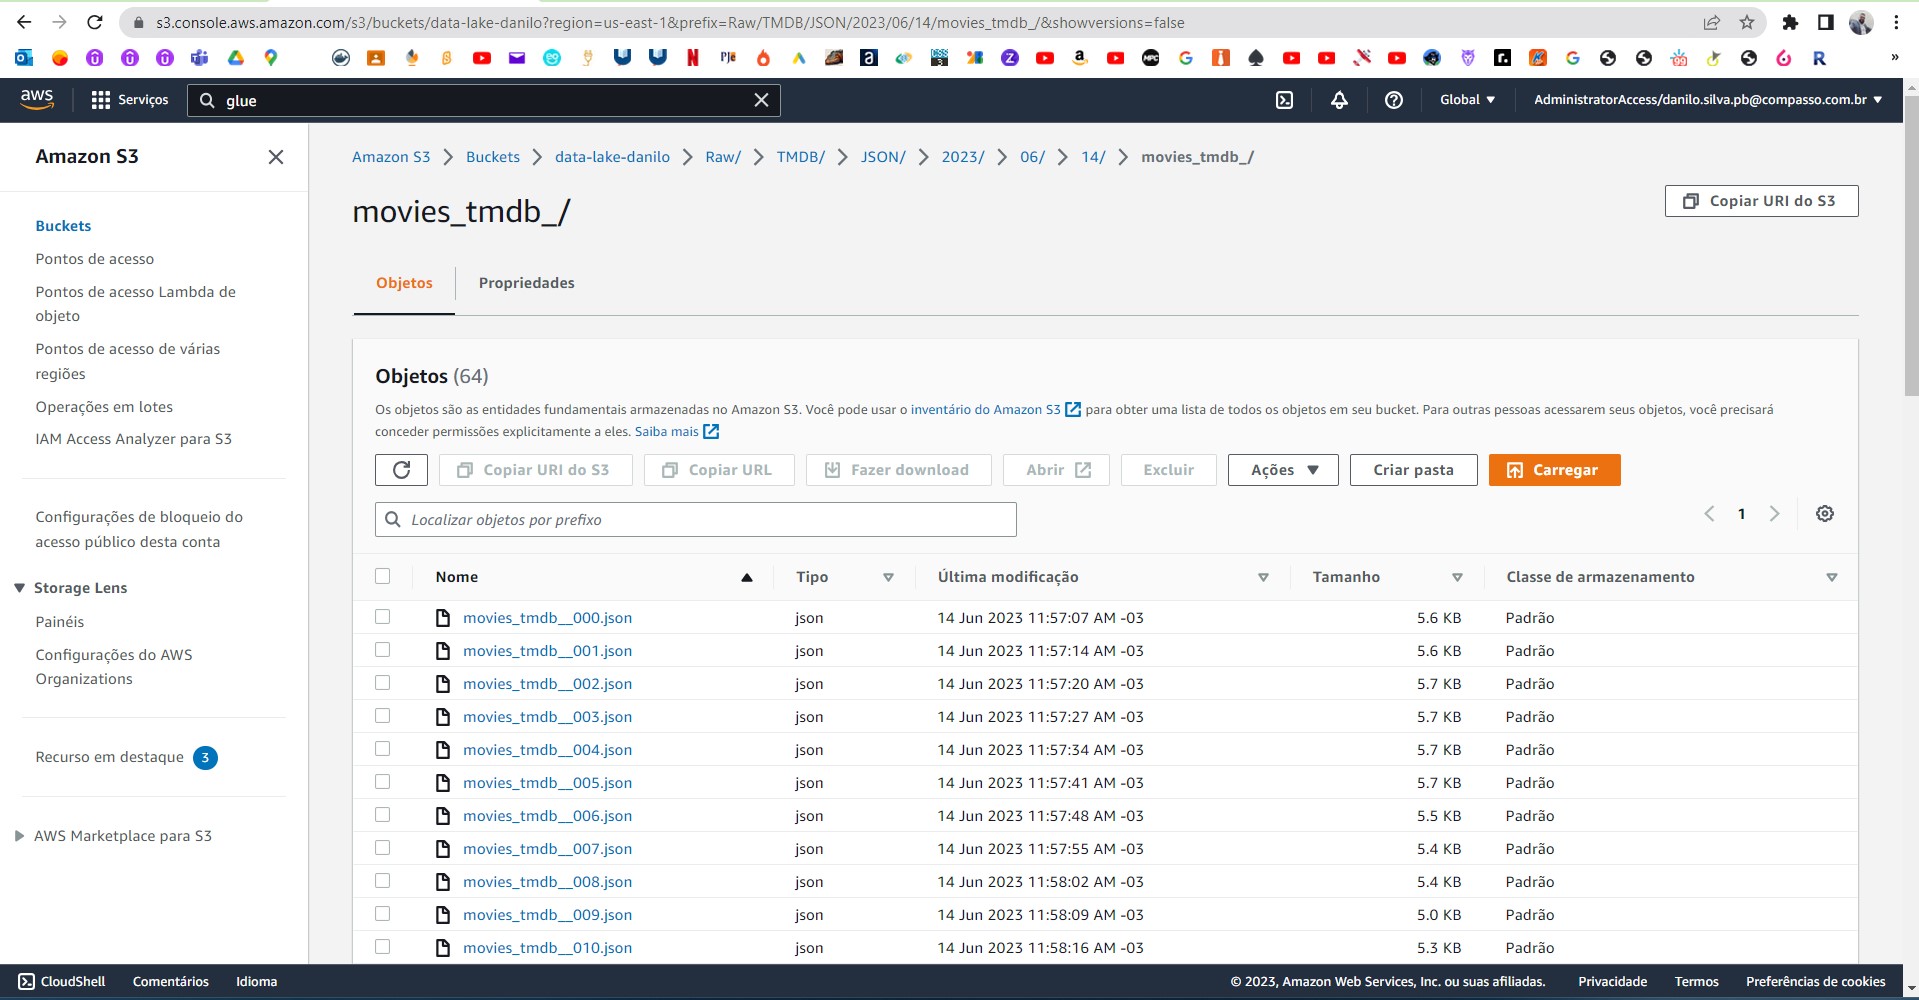 s3.console.aws.amazon.com/s3/buckets/data-lake-danilo?region=us-east-1&prefix=Raw/TMDB/JSON/2023/06/14/movies_tmdb_/&showversions=false
aws Serviços glue Global AdministratorAccess/danilo.silva.pb@compasso.com.br
Amazon S3
Buckets
Pontos de acesso
Pontos de acesso Lambda de
objeto
Pontos de acesso de várias
regiões
Operações em lotes
IAM Access Analyzer para S3
Configurações de bloqueio do
acesso público desta conta
Storage Lens
Painéis
Configurações do AWS
Organizations
Recurso em destaque 3
AWS Marketplace para S3
Amazon S3 Buckets data-lake-danilo Raw/ TMDB/ JSON/ 2023/ 06/ 14/ movies_tmdb_/
movies_tmdb_/
Copiar URI do S3
Objetos Propriedades
Objetos (64)
Os objetos são as entidades fundamentais armazenadas no Amazon S3. Você pode usar o inventário do Amazon S3 para obter uma lista de todos os objetos em seu bucket. Para outras pessoas acessarem seus objetos, você precisará
conceder permissões explicitamente a eles. Saiba mais
Copiar URI do S3 Copiar URL Fazer download Abrir Excluir Ações Criar pasta Carregar
Localizar objetos por prefixo
1
Nome Tipo Última modificação Tamanho Classe de armazenamento
movies_tmdb__000.json json 14 Jun 2023 11:57:07 AM -03 5.6 KB Padrão
movies_tmdb__001.json json 14 Jun 2023 11:57:14 AM -03 5.6 KB Padrão
movies_tmdb__002.json json 14 Jun 2023 11:57:20 AM -03 5.7 KB Padrão
movies_tmdb__003.json json 14 Jun 2023 11:57:27 AM -03 5.7 KB Padrão
movies_tmdb__004.json json 14 Jun 2023 11:57:34 AM -03 5.7 KB Padrão
movies_tmdb__005.json json 14 Jun 2023 11:57:41 AM -03 5.7 KB Padrão
movies_tmdb__006.json json 14 Jun 2023 11:57:48 AM -03 5.5 KB Padrão
movies_tmdb__007.json json 14 Jun 2023 11:57:55 AM -03 5.4 KB Padrão
movies_tmdb__008.json json 14 Jun 2023 11:58:02 AM -03 5.4 KB Padrão
movies_tmdb__009.json json 14 Jun 2023 11:58:09 AM -03 5.0 KB Padrão
movies_tmdb__010.json json 14 Jun 2023 11:58:16 AM -03 5.3 KB Padrão
CloudShell Comentários Idioma © 2023, Amazon Web Services, Inc. ou suas afiliadas. Privacidade Termos Preferências de cookies